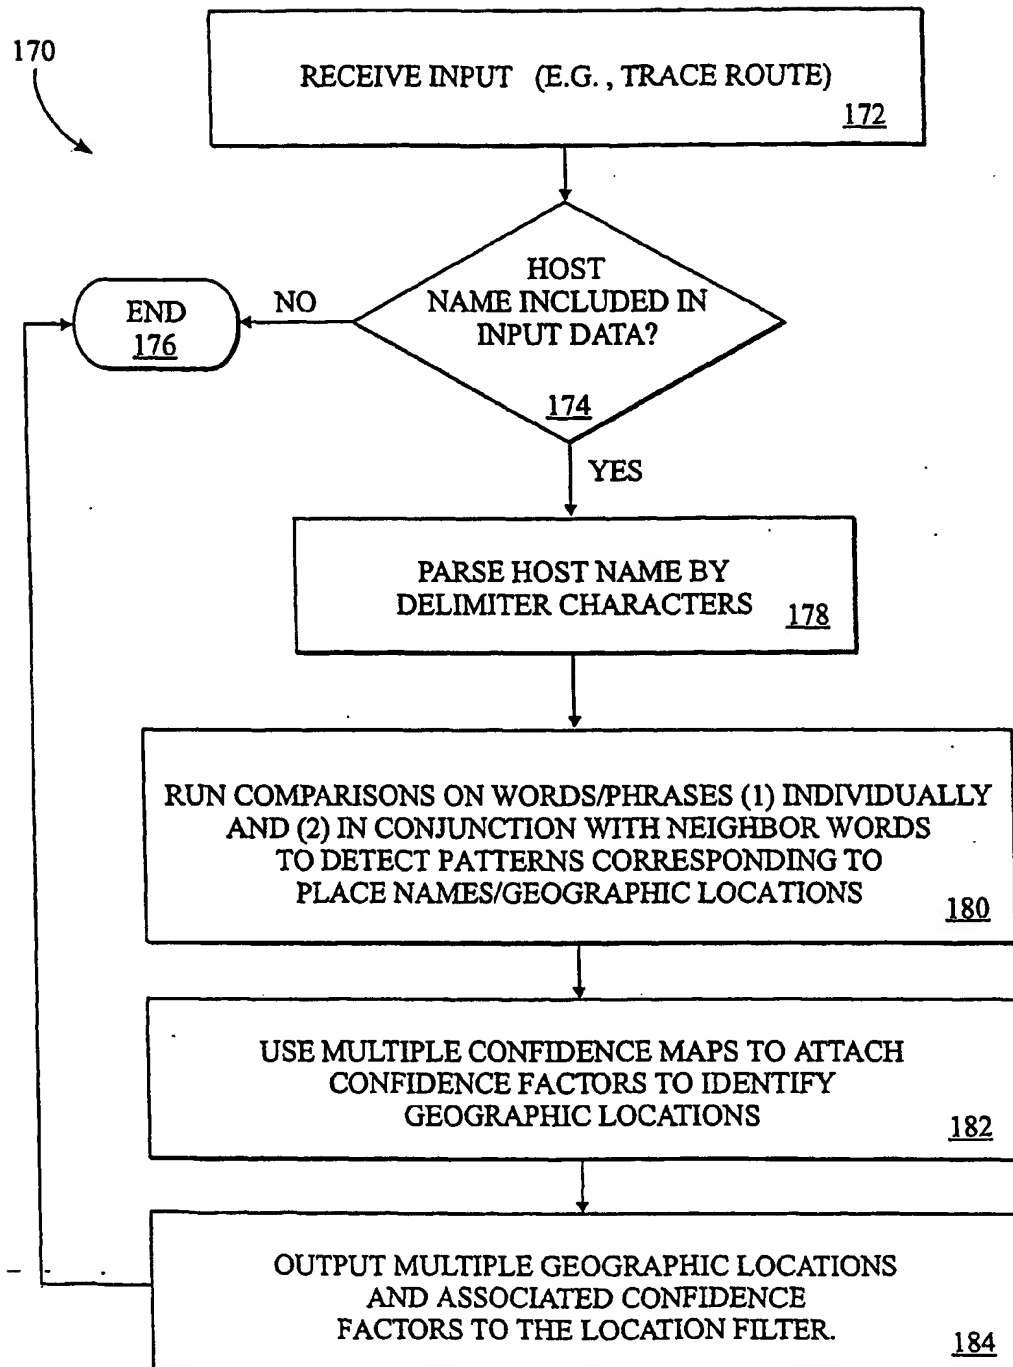 170
RECEIVE INPUT (E.G., TRACE ROUTE)
172
HOST
NAME INCLUDED IN
INPUT DATA?
174
NO
END
176
YES
PARSE HOST NAME BY
DELIMITER CHARACTERS
178
RUN COMPARISONS ON WORDS/PHRASES (1) INDIVIDUALLY
AND (2) IN CONJUNCTION WITH NEIGHBOR WORDS
TO DETECT PATTERNS CORRESPONDING TO
PLACE NAMES/GEOGRAPHIC LOCATIONS
180
USE MULTIPLE CONFIDENCE MAPS TO ATTACH
CONFIDENCE FACTORS TO IDENTIFY
GEOGRAPHIC LOCATIONS
182
OUTPUT MULTIPLE GEOGRAPHIC LOCATIONS
AND ASSOCIATED CONFIDENCE
FACTORS TO THE LOCATION FILTER.
184